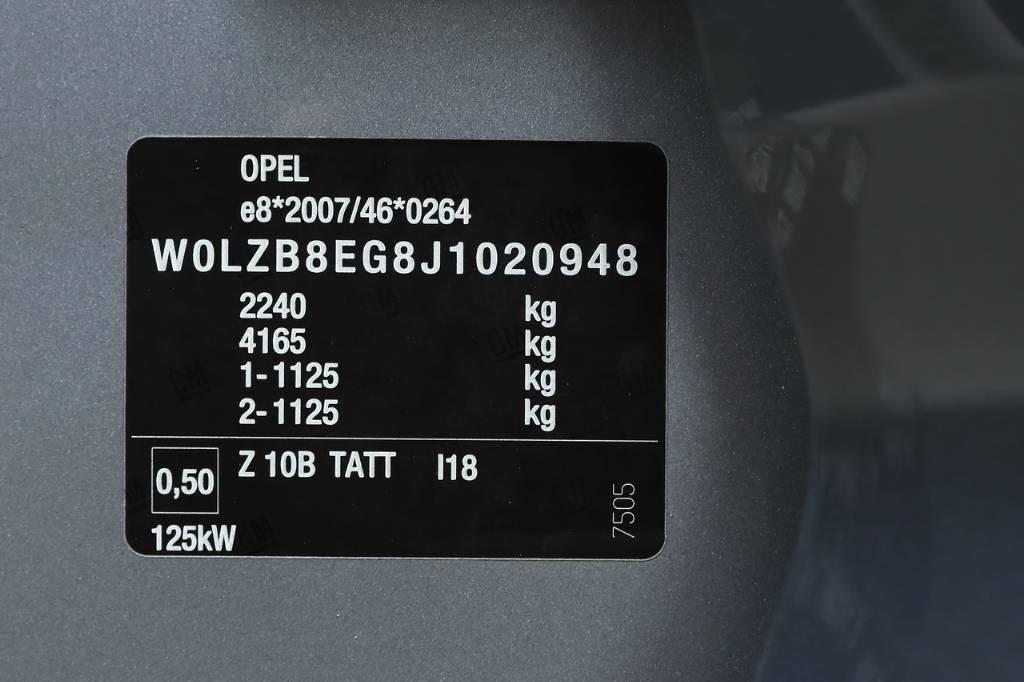 OPEL
e8*2007/46*0264
W0LZB8EG8J1020948
2240 kg
4165 kg
1-1125 kg
2-1125 kg
0,50 Z 10B TATT I18
125kW
7505